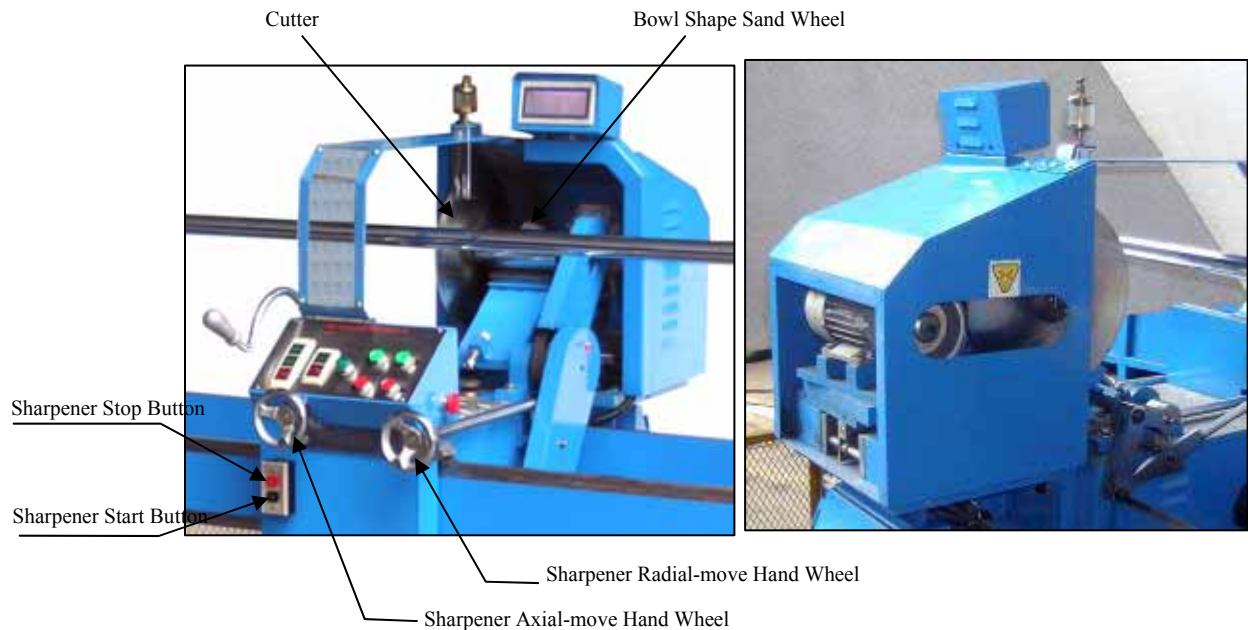 Cutter
Bowl Shape Sand Wheel
Sharpener Stop Button
Sharpener Start Button
Sharpener Radial-move Hand Wheel
Sharpener Axial-move Hand Wheel